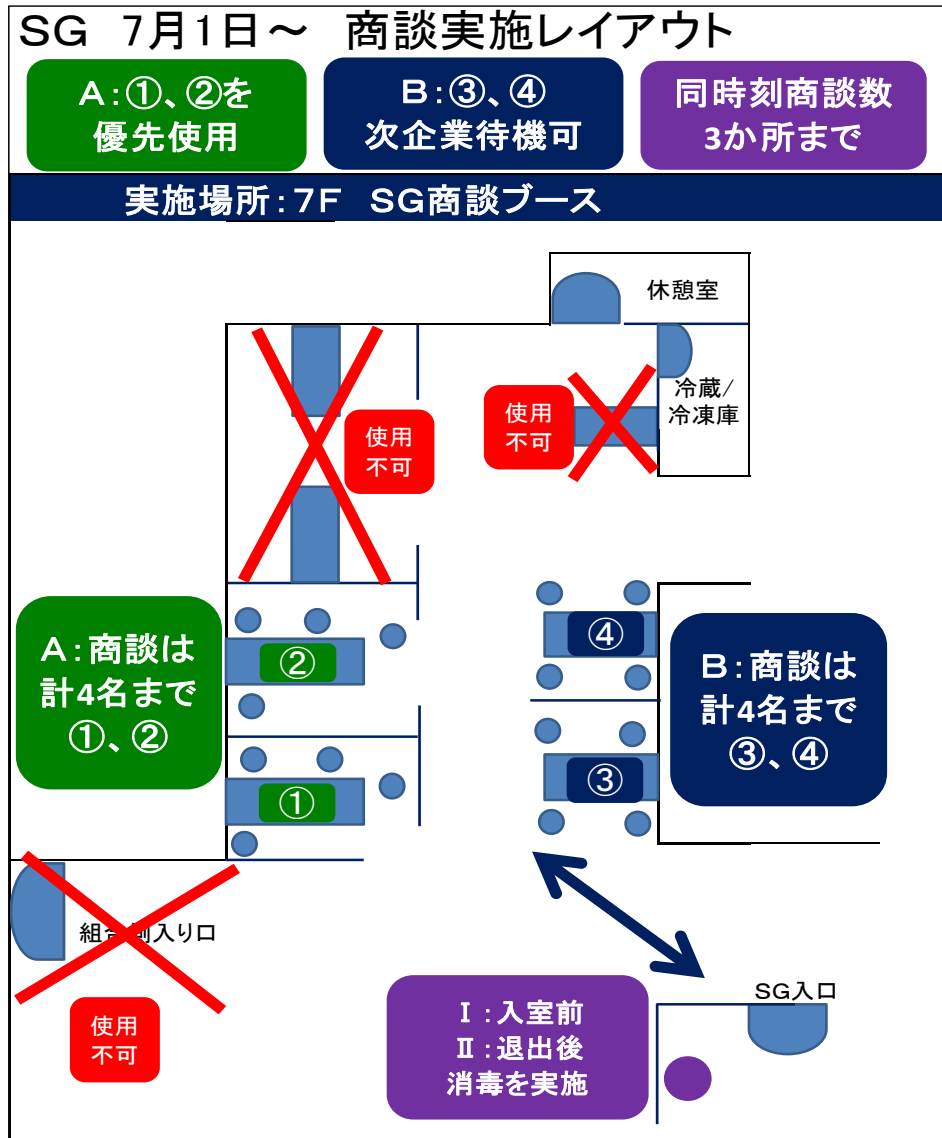 SG 7月1日～ 商談実施レイアウト
A：①、②を
優先使用
B：③、④
次企業待機可
同時刻商談数
3か所まで
実施場所：7F SG商談ブース
休憩室
冷蔵/
冷凍庫
使用
不可
使用
不可
A：商談は
計4名まで
①、②
②
①
④
③
B：商談は
計4名まで
③、④
組合側入り口
使用
不可
SG入口
Ⅰ：入室前
Ⅱ：退出後
消毒を実施